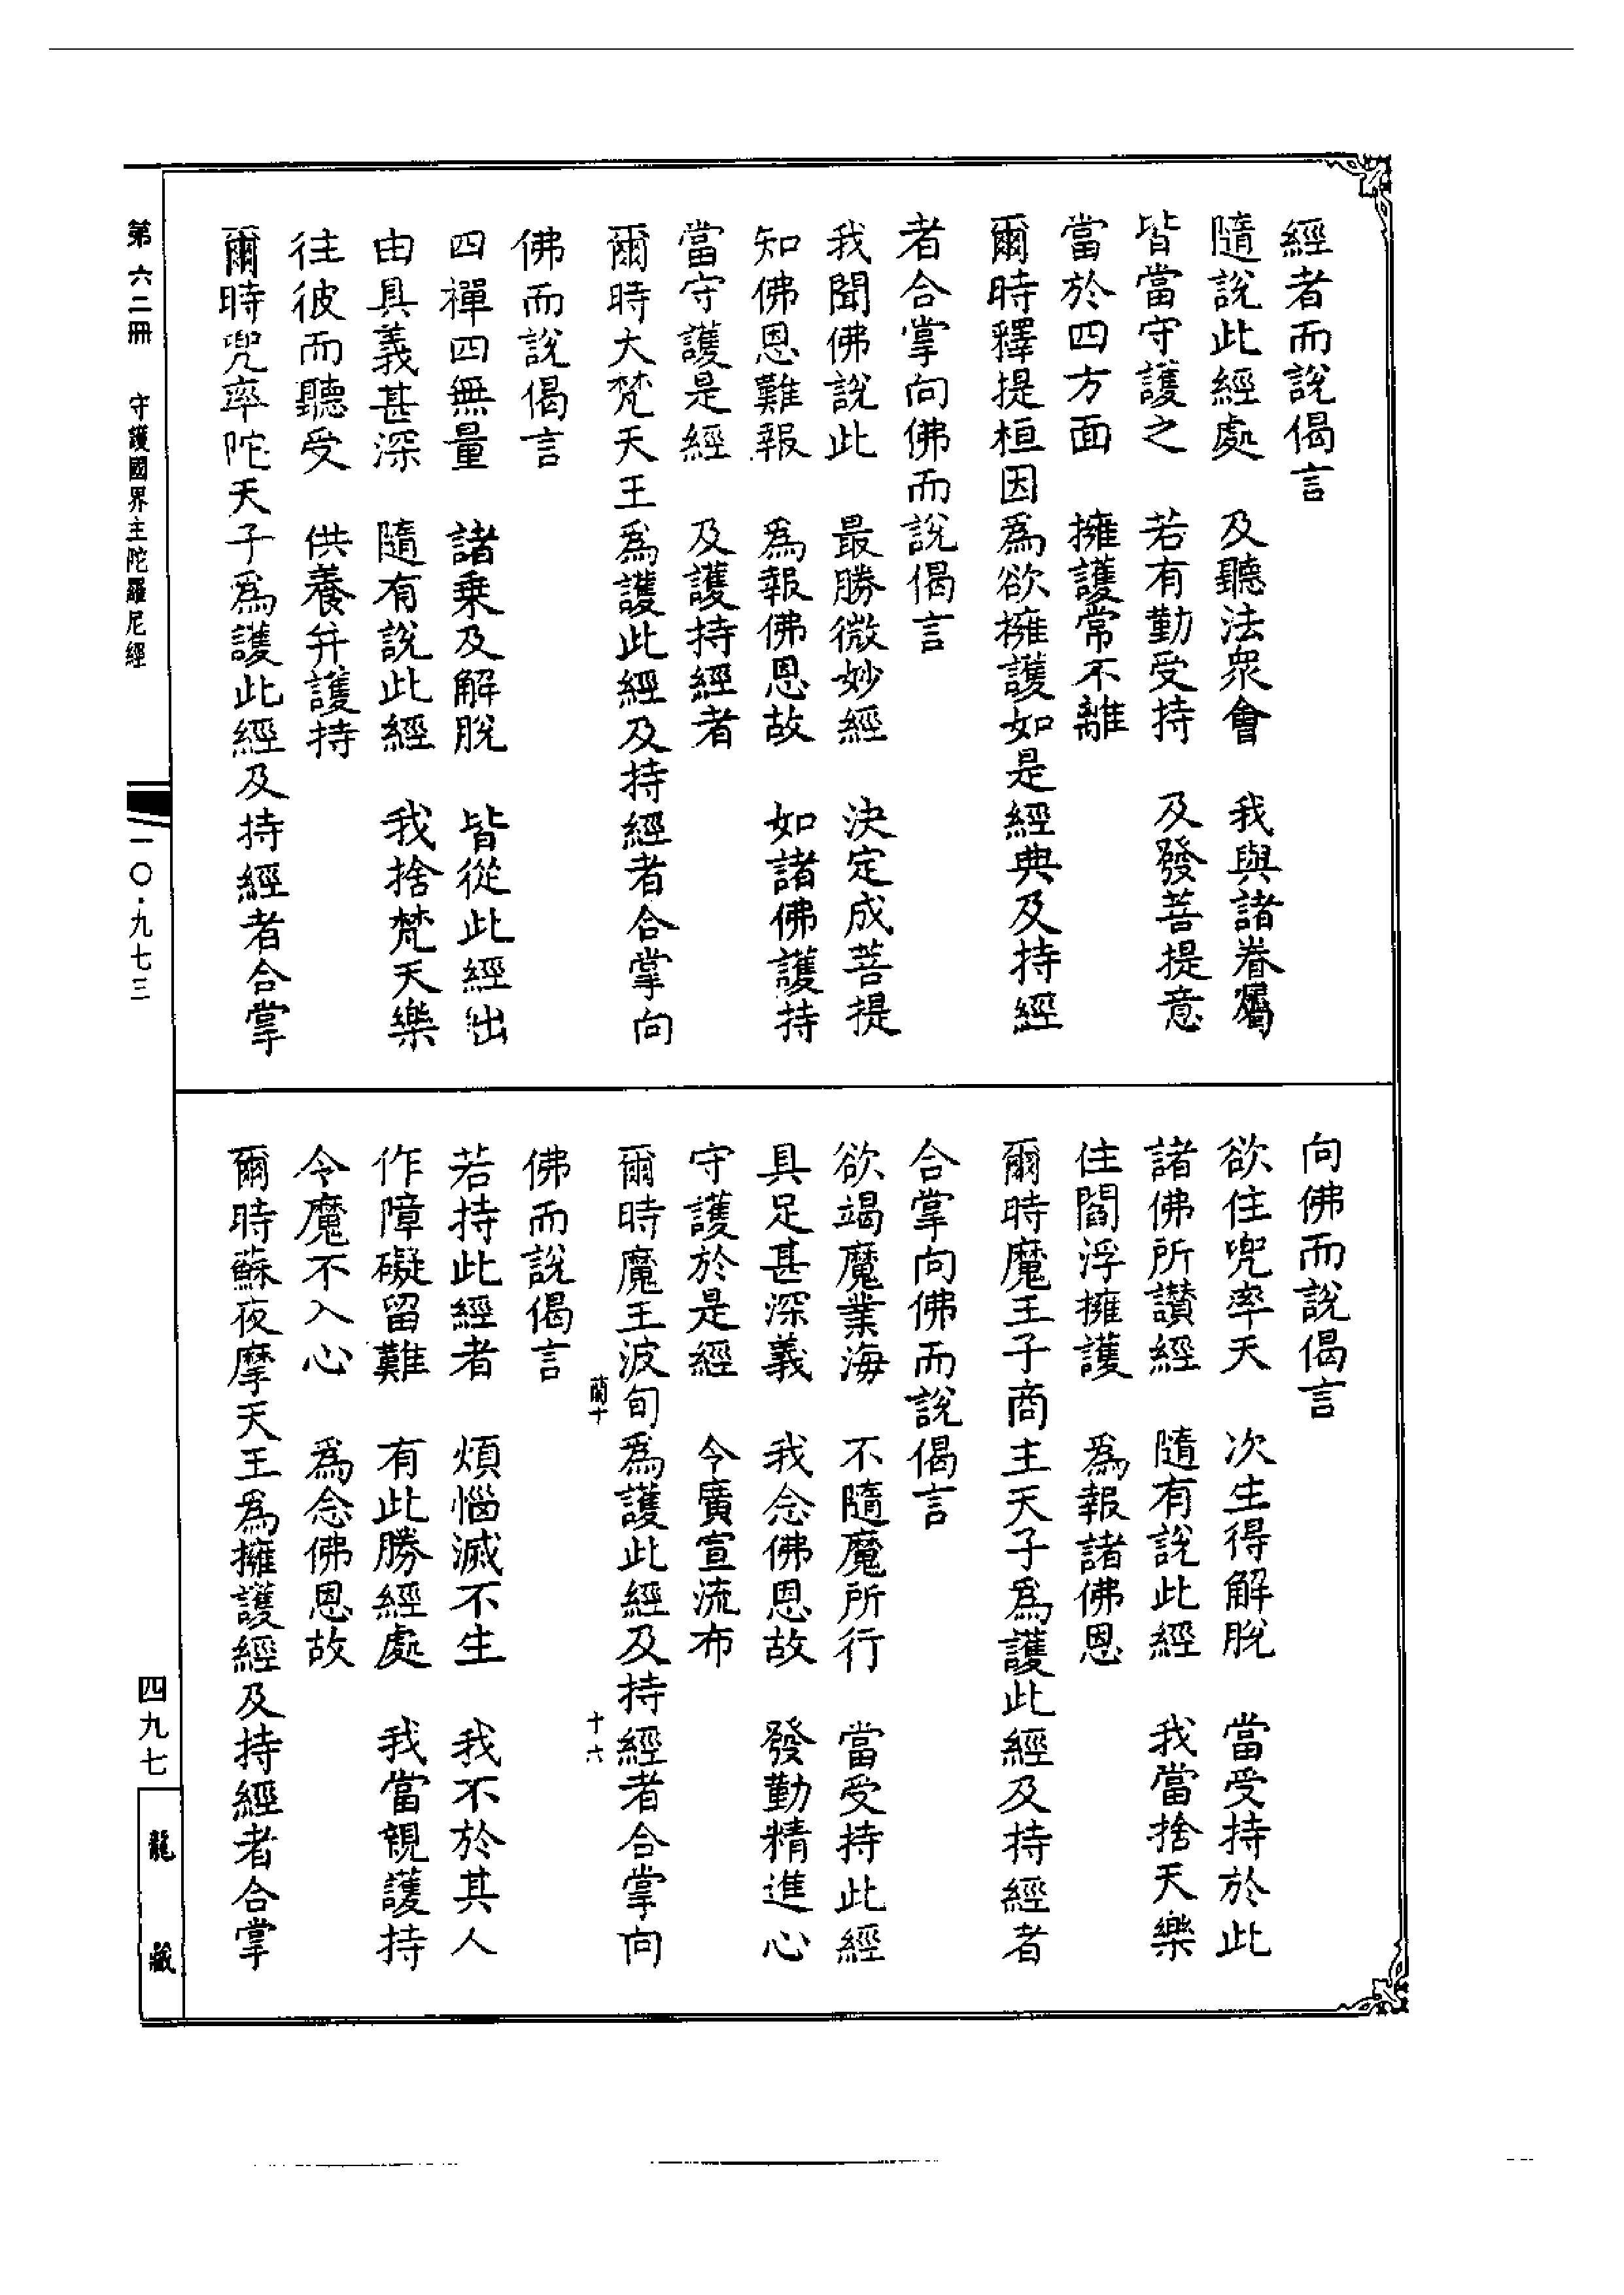 經者而說偈言
隨說此經處　及聽法衆會　我與諸眷屬
皆當守護之　若有勤受持　及發菩提意
當於四方面　擁護常不離
爾時釋提桓因爲欲擁護如是經典及持經
者合掌向佛而說偈言
我聞佛說此　最勝微妙經　決定成菩提
知佛恩難報　爲報佛恩故　如諸佛護持
當守護是經　及護持經者
爾時大梵天王爲護此經及持經者合掌向
佛而說偈言
四禪四無量　諸乗及解脫　皆從此經出
由具義甚深　隨有說此經　我捨梵天樂
往彼而聽受　供養并護持
爾時兜率陀天子爲護此經及持經者合掌
向佛而說偈言
欲住兜率天　次生得解脫　當受持於此
諸佛所讚經　隨有說此經　我當捨天樂
住閻浮擁護　爲報諸佛恩
爾時魔王子商主天子爲護此經及持經者
合掌向佛而說偈言
欲竭魔業海　不隨魔所行　當受持此經
具足甚深義　我念佛恩故　發勤精進心
守護於是經　令廣宣流布
爾時魔王波旬爲護此經及持經者合掌向
蘭十　十六
佛而說偈言
若持此經者　煩惱滅不生　我不於其人
作障礙留難　有此勝經處　我當親護持
令魔不入心　爲念佛恩故
爾時蘇夜摩天王爲擁護經及持經者合掌
第六二冊　守護國界主陀羅尼經　一〇·九七三　四九七　龍藏